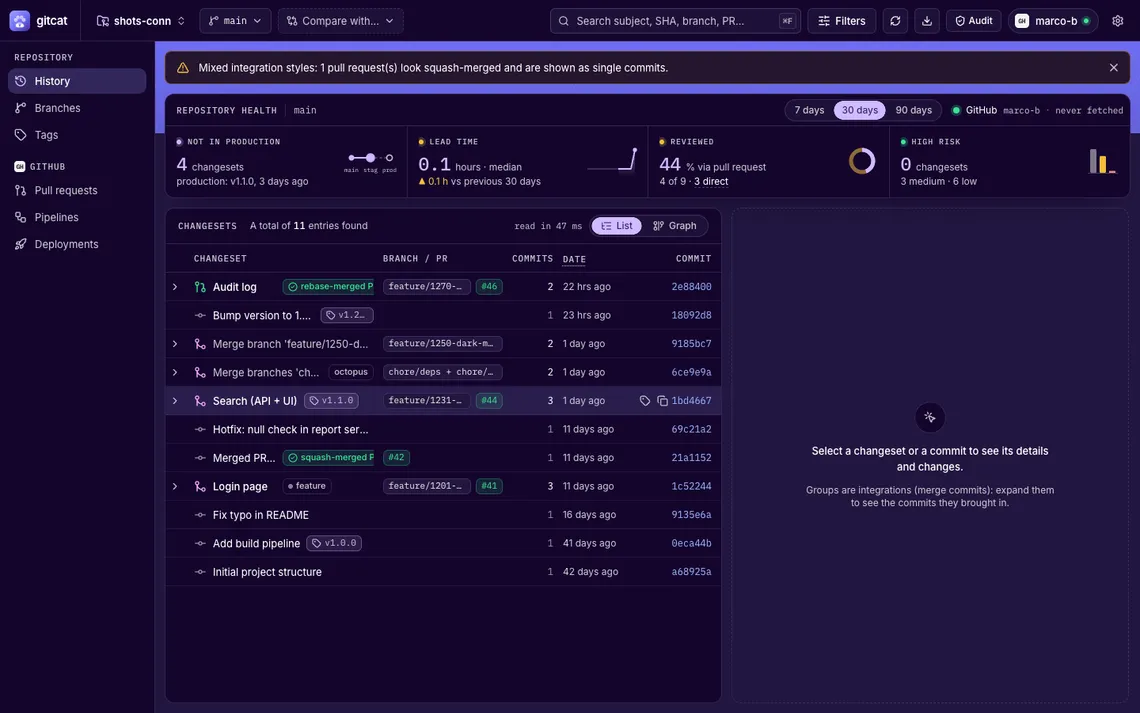 gitcat
shots-conn
main
Compare with...
Search subject, SHA, branch, PR...
⌘F
Filters
Audit
GH
marco-b
REPOSITORY
History
Branches
Tags
GH GITHUB
Pull requests
Pipelines
Deployments
Mixed integration styles: 1 pull request(s) look squash-merged and are shown as single commits.
REPOSITORY HEALTH main
7 days 30 days 90 days
GitHub marco-b · never fetched
NOT IN PRODUCTION
4 changesets
production: v1.1.0, 3 days ago
main stag prod
LEAD TIME
0.1 hours · median
0.1 h vs previous 30 days
REVIEWED
44 % via pull request
4 of 9 · 3 direct
HIGH RISK
0 changesets
3 medium · 6 low
CHANGESETS A total of 11 entries found read in 47 ms List Graph
CHANGESET BRANCH / PR COMMITS DATE COMMIT
Audit log rebase-merged P feature/1270-… #46 2 22 hrs ago 2e88400
Bump version to 1.… v1.2… 1 23 hrs ago 18092d8
Merge branch 'feature/1250-d… feature/1250-dark-m… 2 1 day ago 9185bc7
Merge branches 'ch… octopus chore/deps + chore/… 2 1 day ago 6ce9e9a
Search (API + UI) v1.1.0 feature/1231-… #44 3 1 day ago 1bd4667
Hotfix: null check in report ser… 1 11 days ago 69c21a2
Merged PR… squash-merged P #42 1 11 days ago 21a1152
Login page feature feature/1201-… #41 3 11 days ago 1c52244
Fix typo in README 1 16 days ago 9135e6a
Add build pipeline v1.0.0 1 41 days ago 0eca44b
Initial project structure 1 42 days ago a68925a
Select a changeset or a commit to see its details
and changes.
Groups are integrations (merge commits): expand them
to see the commits they brought in.